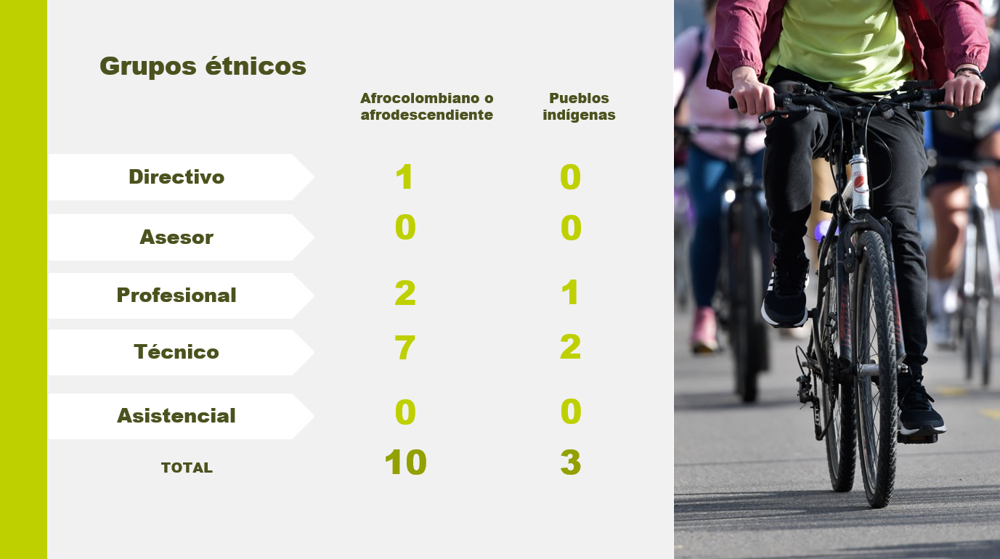 Grupos étnicos
Afrocolombiano o
afrodescendiente
Pueblos
indígenas
Directivo 1 0
Asesor 0 0
Profesional 2 1
Técnico 7 2
Asistencial 0 0
TOTAL 10 3